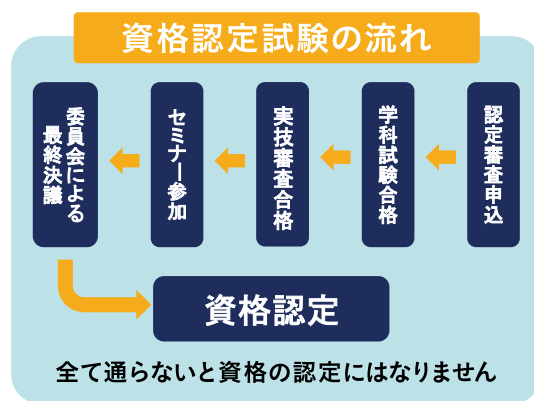 資格認定試験の流れ
認定審査申込
学科試験合格
実技審査合格
セミナー参加
委員会による
最終決議
資格認定
全て通らないと資格の認定にはなりません